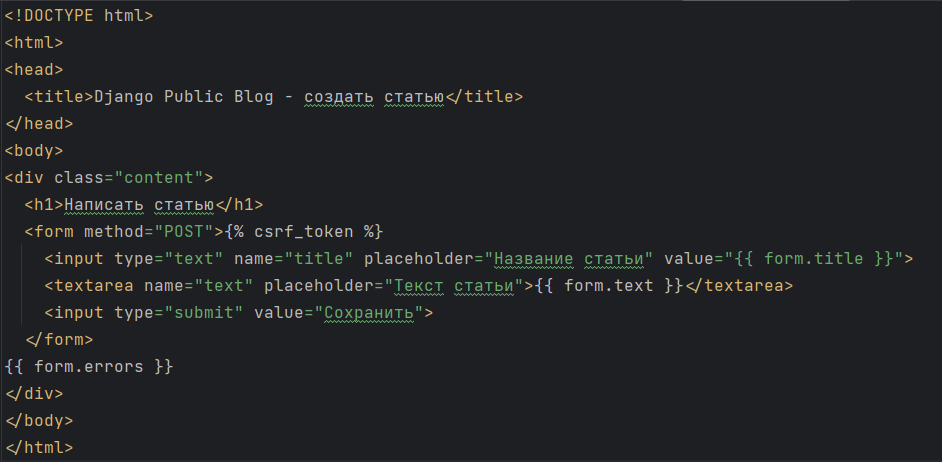 <!DOCTYPE html>
<html>
<head>
  <title>Django Public Blog - создать статью</title>
</head>
<body>
<div class="content">
  <h1>Написать статью</h1>
  <form method="POST">{% csrf_token %}
    <input type="text" name="title" placeholder="Название статьи" value="{{ form.title }}">
    <textarea name="text" placeholder="Текст статьи">{{ form.text }}</textarea>
    <input type="submit" value="Сохранить">
  </form>
{{ form.errors }}
</div>
</body>
</html>